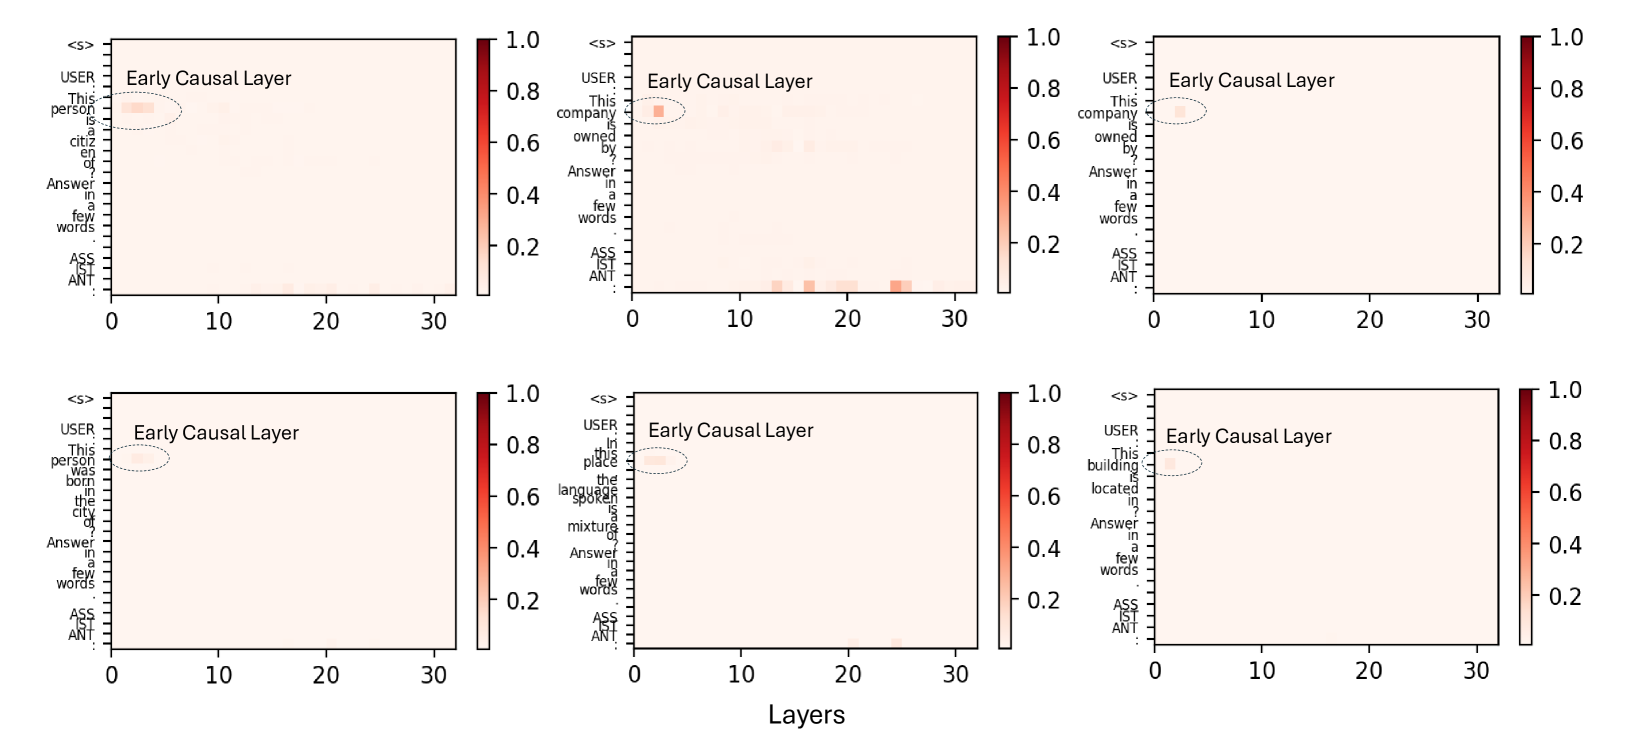 <s>
USER
:
This
person
is
a
citiz
en
of
?
Answer
in
a
few
words
.
ASS
IST
ANT
:
Early Causal Layer
0 10 20 30
1.0
0.8
0.6
0.4
0.2
<s>
USER
:
This
company
is
owned
by
?
Answer
in
a
few
words
.
ASS
IST
ANT
:
Early Causal Layer
0 10 20 30
1.0
0.8
0.6
0.4
0.2
<s>
USER
:
This
company
is
owned
by
?
Answer
in
a
few
words
.
ASS
IST
ANT
:
Early Causal Layer
0 10 20 30
1.0
0.8
0.6
0.4
0.2
<s>
USER
:
This
person
was
born
in
the
city
of
?
Answer
in
a
few
words
.
ASS
IST
ANT
:
Early Causal Layer
0 10 20 30
1.0
0.8
0.6
0.4
0.2
<s>
USER
:
In
this
place
the
language
spoken
is
a
mixture
of
?
Answer
in
a
few
words
.
ASS
IST
ANT
:
Early Causal Layer
0 10 20 30
1.0
0.8
0.6
0.4
0.2
<s>
USER
:
This
building
is
located
in
?
Answer
in
a
few
words
.
ASS
IST
ANT
:
Early Causal Layer
0 10 20 30
1.0
0.8
0.6
0.4
0.2
Layers